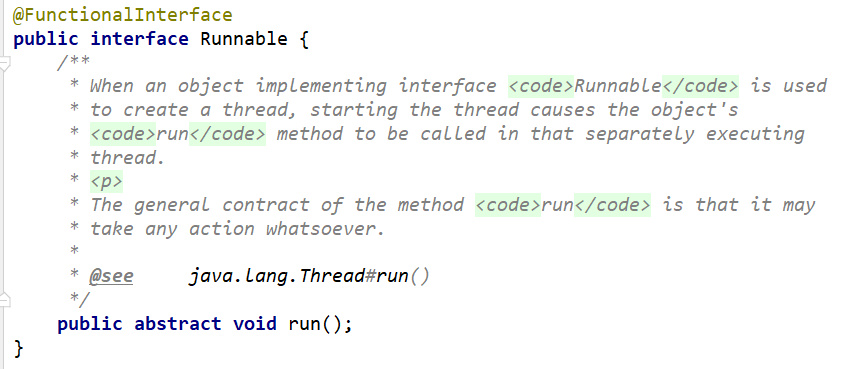 @FunctionalInterface
public interface Runnable {
    /**
     * When an object implementing interface <code>Runnable</code> is used
     * to create a thread, starting the thread causes the object's
     * <code>run</code> method to be called in that separately executing
     * thread.
     * <p>
     * The general contract of the method <code>run</code> is that it may
     * take any action whatsoever.
     *
     * @see     java.lang.Thread#run()
     */
    public abstract void run();
}